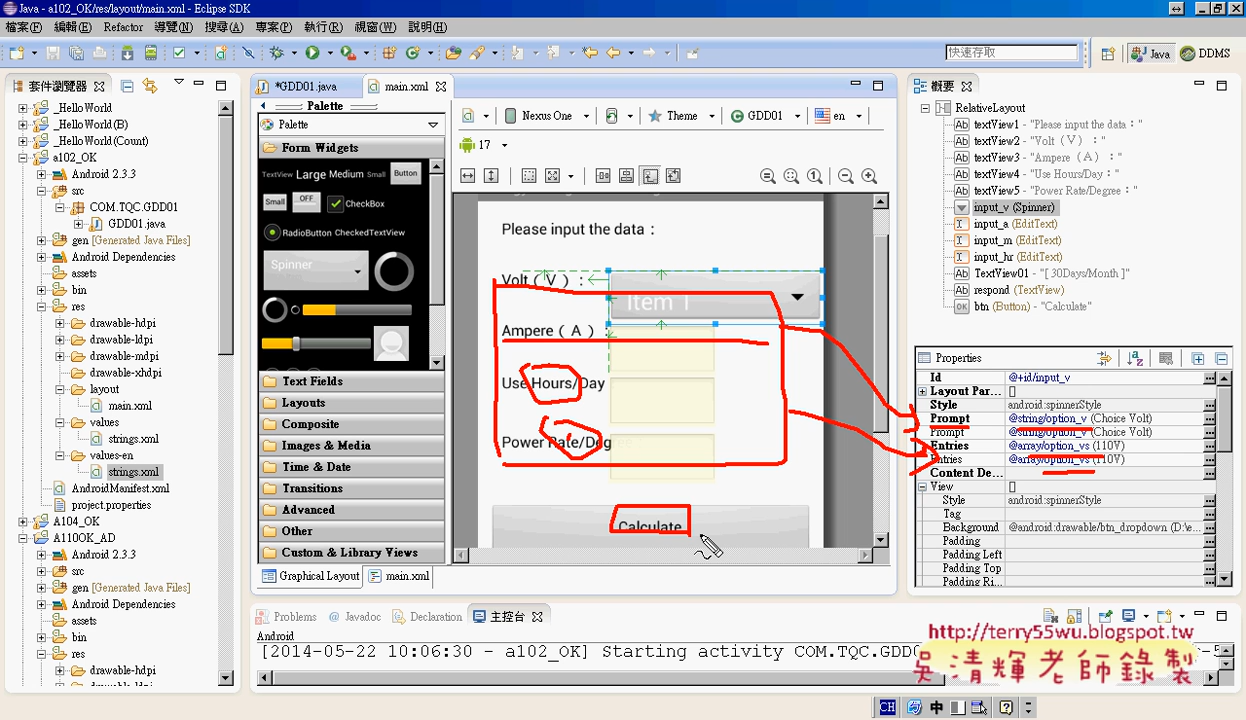 Java - a102_OK/res/layout/main.xml - Eclipse SDK
檔案(F) 編輯(E) Refactor 導覽(N) 搜尋(A) 專案(P) 執行(R) 視窗(W) 說明(H)
快速存取
Java
DDMS
套件瀏覽器
_HelloWorld
_HelloWorld(B)
_HelloWorld(Count)
a102_OK
Android 2.3.3
src
COM.TQC.GDD01
GDD01.java
gen [Generated Java Files]
Android Dependencies
assets
bin
res
drawable-hdpi
drawable-ldpi
drawable-mdpi
drawable-xhdpi
layout
main.xml
values
strings.xml
values-en
strings.xml
AndroidManifest.xml
project.properties
A104_OK
A110OK_AD
Android 2.3.3
src
gen [Generated Java Files]
Android Dependencies
assets
bin
res
drawable-hdpi
*GDD01.java
main.xml
Palette
Palette
Form Widgets
TextView Large Medium Small Button
Small OFF CheckBox
RadioButton CheckedTextView
Spinner
Text Fields
Layouts
Composite
Images & Media
Time & Date
Transitions
Advanced
Other
Custom & Library Views
Graphical Layout
main.xml
Nexus One
Theme
GDD01
en
17
Please input the data：
Volt（V）：
Item 1
Ampere（A）：
Use Hours/Day
Power Rate/Deg
Calculate
概要
RelativeLayout
textView1 - "Please input the data："
textView2 - "Volt（V）："
textView3 - "Ampere（A）："
textView4 - "Use Hours/Day："
textView5 - "Power Rate/Degree："
input_v (Spinner)
input_a (EditText)
input_m (EditText)
input_hr (EditText)
TextView01 - "[ 30Days/Month ]"
respond (TextView)
btn (Button) - "Calculate"
Properties
Id @+id/input_v
Layout Par... []
Style android:spinnerStyle
Prompt @string/option_v (Choice Volt)
Prompt @string/option_v (Choice Volt)
Entries @array/option_vs (110V)
Entries @array/option_vs (110V)
Content De...
View []
Style android:spinnerStyle
Tag
Background @android:drawable/btn_dropdown (D:\e...
Padding
Padding Left
Padding Top
Padding Ri...
Problems @ Javadoc Declaration 主控台
Android
[2014-05-22 10:06:30 - a102_OK] Starting activity COM.TQC.GDD
http://terry55wu.blogspot.tw
吳清輝老師錄製
CH 中